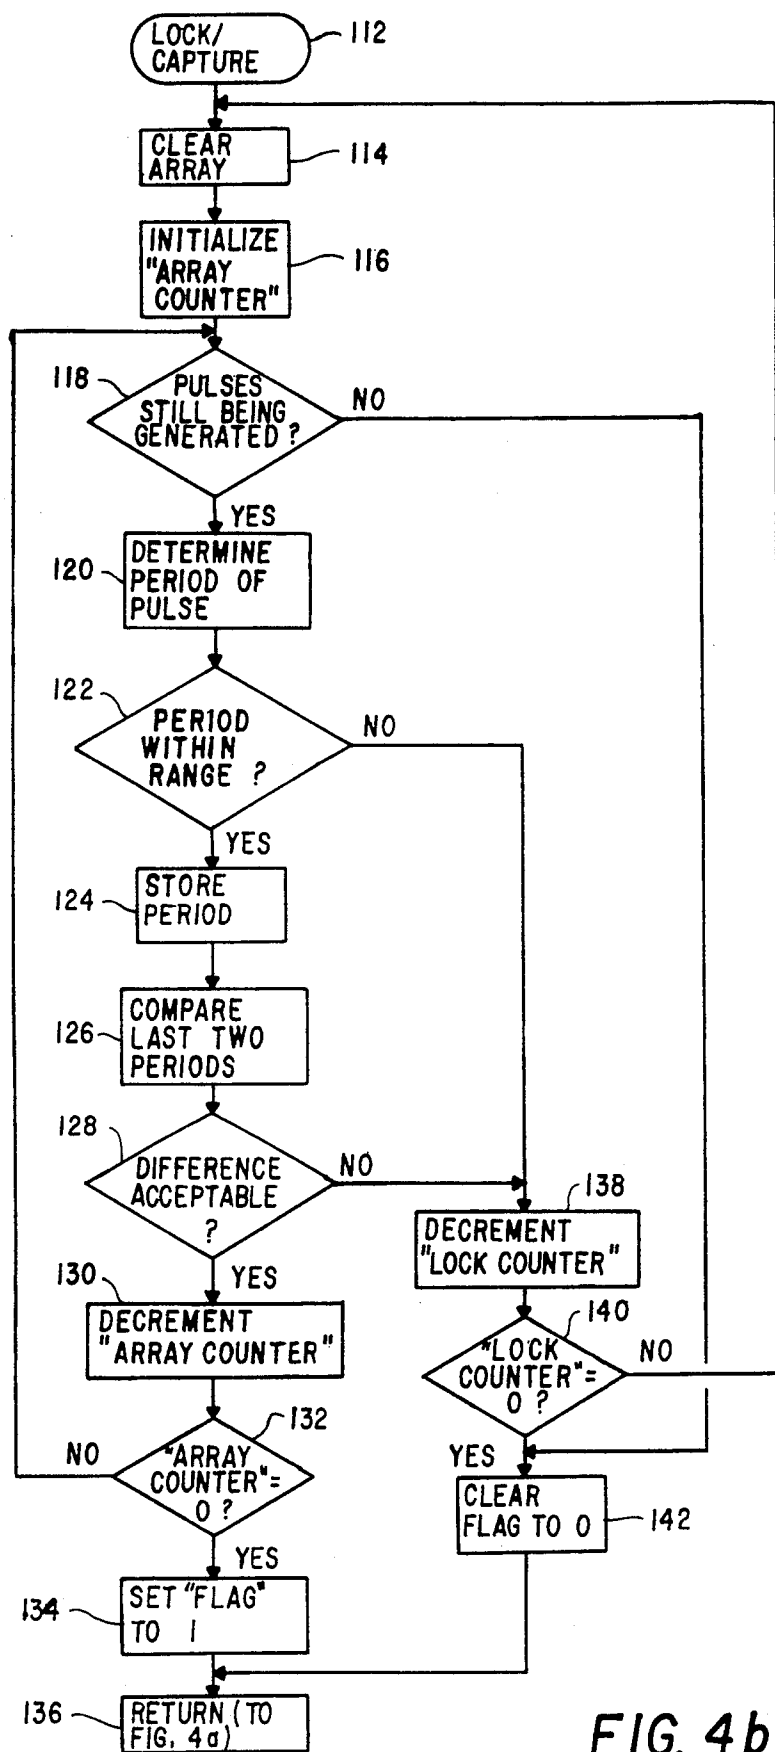 LOCK/
CAPTURE
112
CLEAR
ARRAY
114
INITIALIZE
"ARRAY
COUNTER"
116
118
PULSES
STILL BEING
GENERATED ?
NO
YES
120
DETERMINE
PERIOD OF
PULSE
122
PERIOD
WITHIN
RANGE ?
NO
YES
124
STORE
PERIOD
126
COMPARE
LAST TWO
PERIODS
128
DIFFERENCE
ACCEPTABLE
?
NO
YES
138
DECREMENT
"LOCK COUNTER"
130
DECREMENT
"ARRAY COUNTER"
140
"LOCK
COUNTER"=
0 ?
NO
YES
132
"ARRAY
COUNTER"=
0 ?
NO
YES
CLEAR
FLAG TO 0
142
134
SET "FLAG"
TO 1
136
RETURN (TO
FIG. 4a)
FIG. 4b